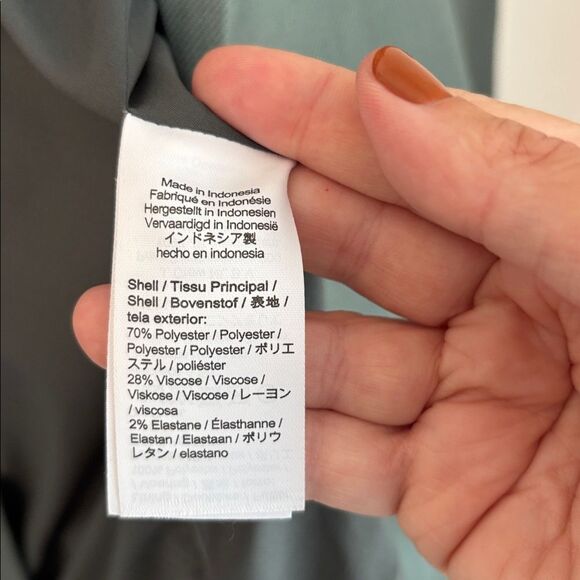 Made in Indonesia
Fabriqué en Indonésie
Hergestellt in Indonesien
Vervaardigd in Indonesië
インドネシア製
hecho en indonesia
Shell / Tissu Principal /
Shell / Bovenstof / 表地 /
tela exterior:
70% Polyester / Polyester /
Polyester / Polyester / ポリエ
ステル / poliéster
28% Viscose / Viscose /
Viskose / Viscose / レーヨン
/ viscosa
2% Elastane / Élasthanne /
Elastan / Elastaan / ポリウ
レタン / elastano